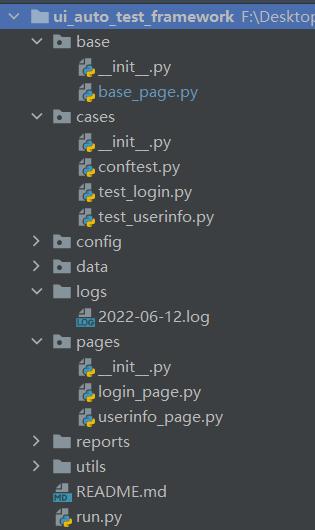 ui_auto_test_framework F:\Desktop
base
__init__.py
base_page.py
cases
__init__.py
conftest.py
test_login.py
test_userinfo.py
config
data
logs
LOG 2022-06-12.log
pages
__init__.py
login_page.py
userinfo_page.py
reports
utils
MD README.md
run.py